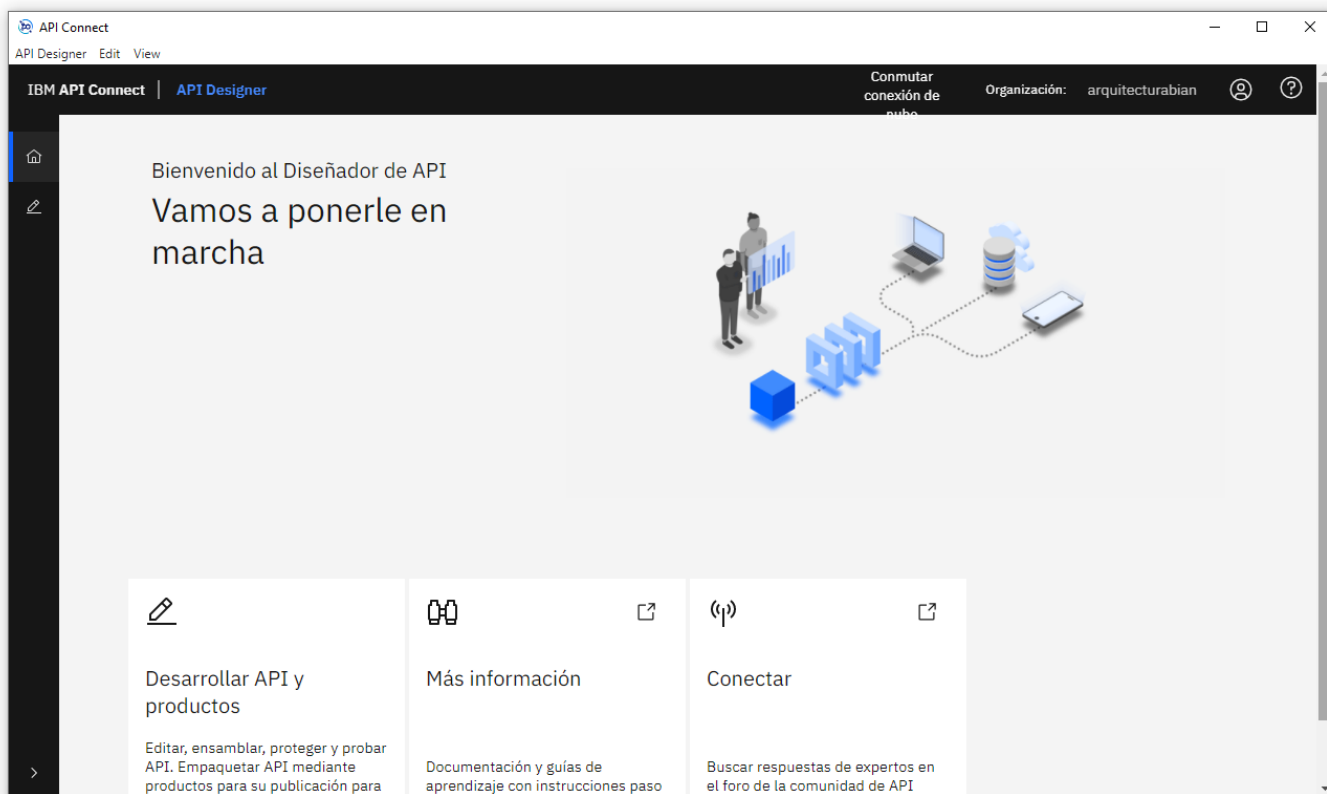 API Connect
API Designer Edit View
IBM API Connect | API Designer
Conmutar
conexión de
nube
Organización: arquitecturabian
Bienvenido al Diseñador de API
Vamos a ponerle en
marcha
Desarrollar API y
productos
Editar, ensamblar, proteger y probar
API. Empaquetar API mediante
productos para su publicación para
Más información
Documentación y guías de
aprendizaje con instrucciones paso
Conectar
Buscar respuestas de expertos en
el foro de la comunidad de API